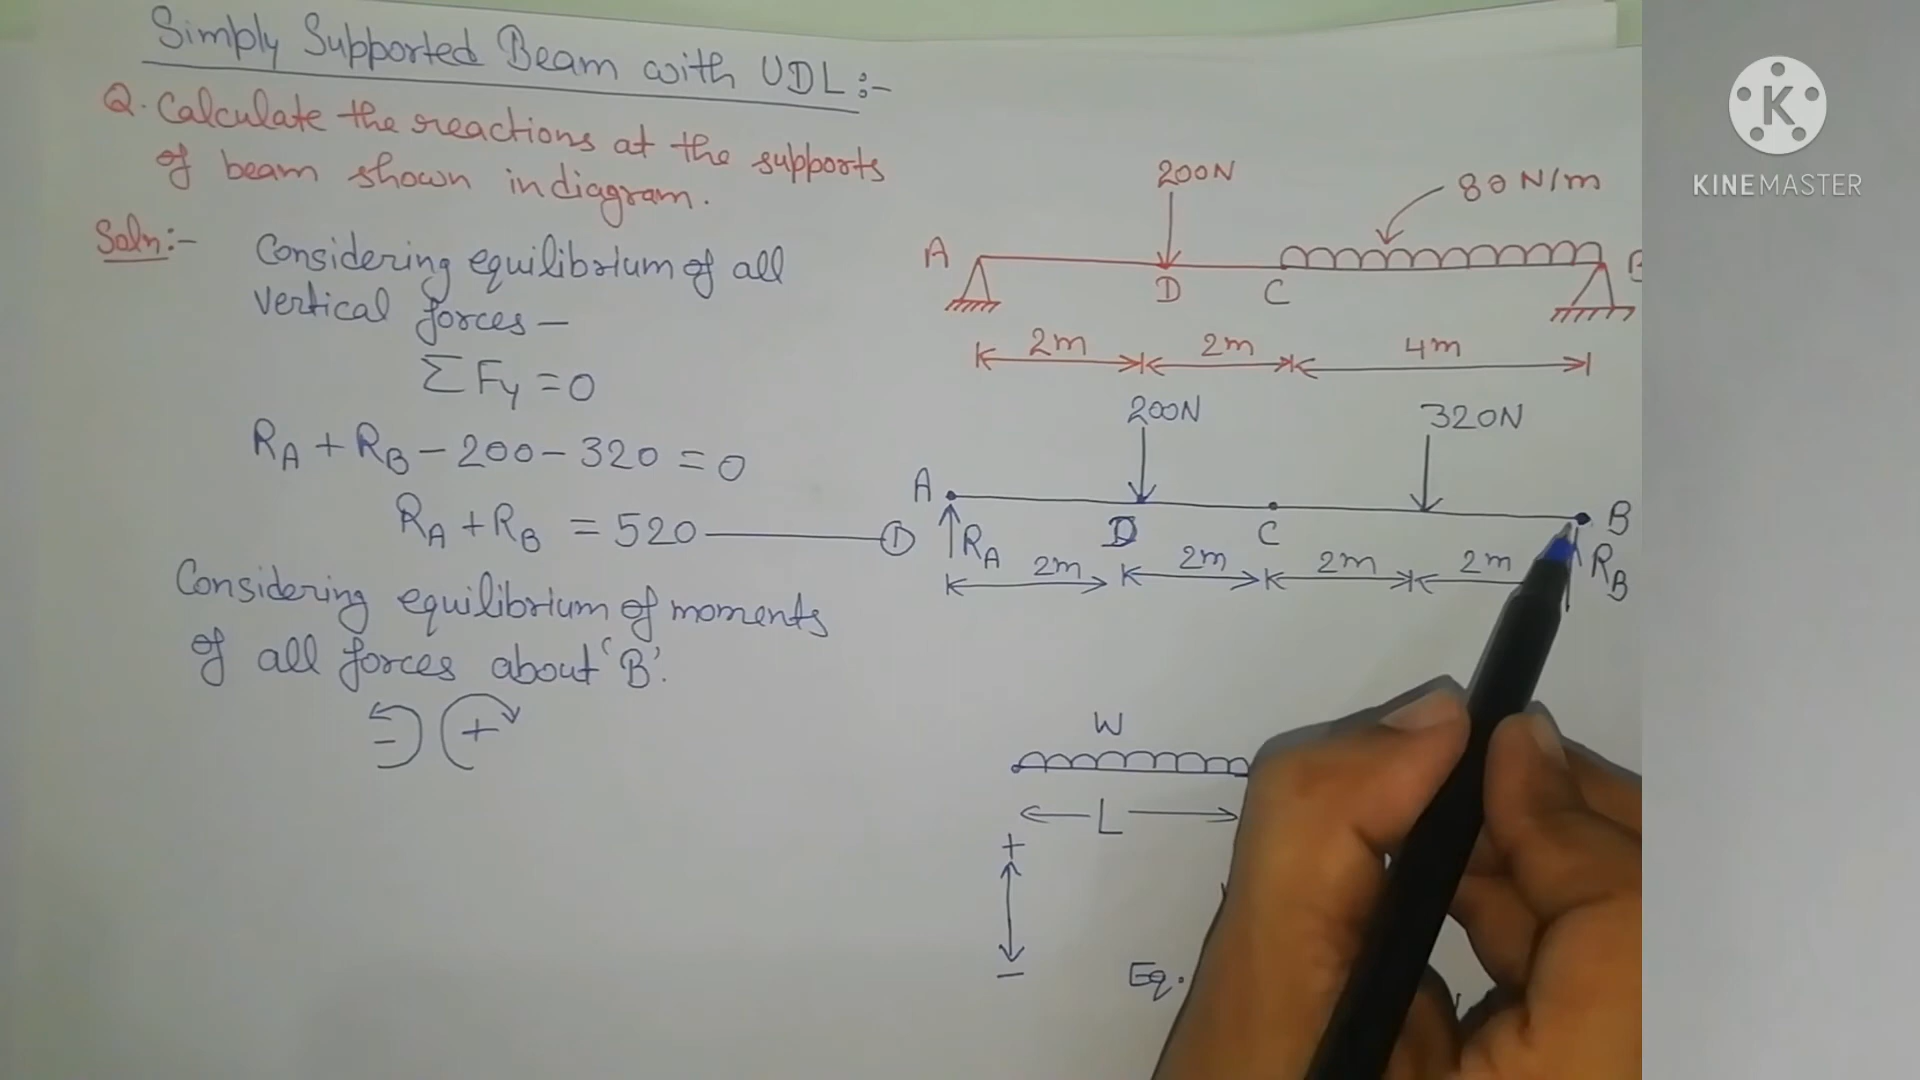 Simply Supported Beam with UDL:-
Q. Calculate the reactions at the supports
of beam shown in diagram.
Soln:-
Considering equilibrium of all
vertical forces —
ΣFy = 0
RA + RB - 200 - 320 = 0
RA + RB = 520 ——— ①
Considering equilibrium of moments
of all forces about 'B'.
- +
200N
80 N/m
A
D
C
2m 2m 4m
200N
320N
A
D
C
B
RA
RB
2m 2m 2m 2m
W
L
+
-
Eq.
K
KINEMASTER